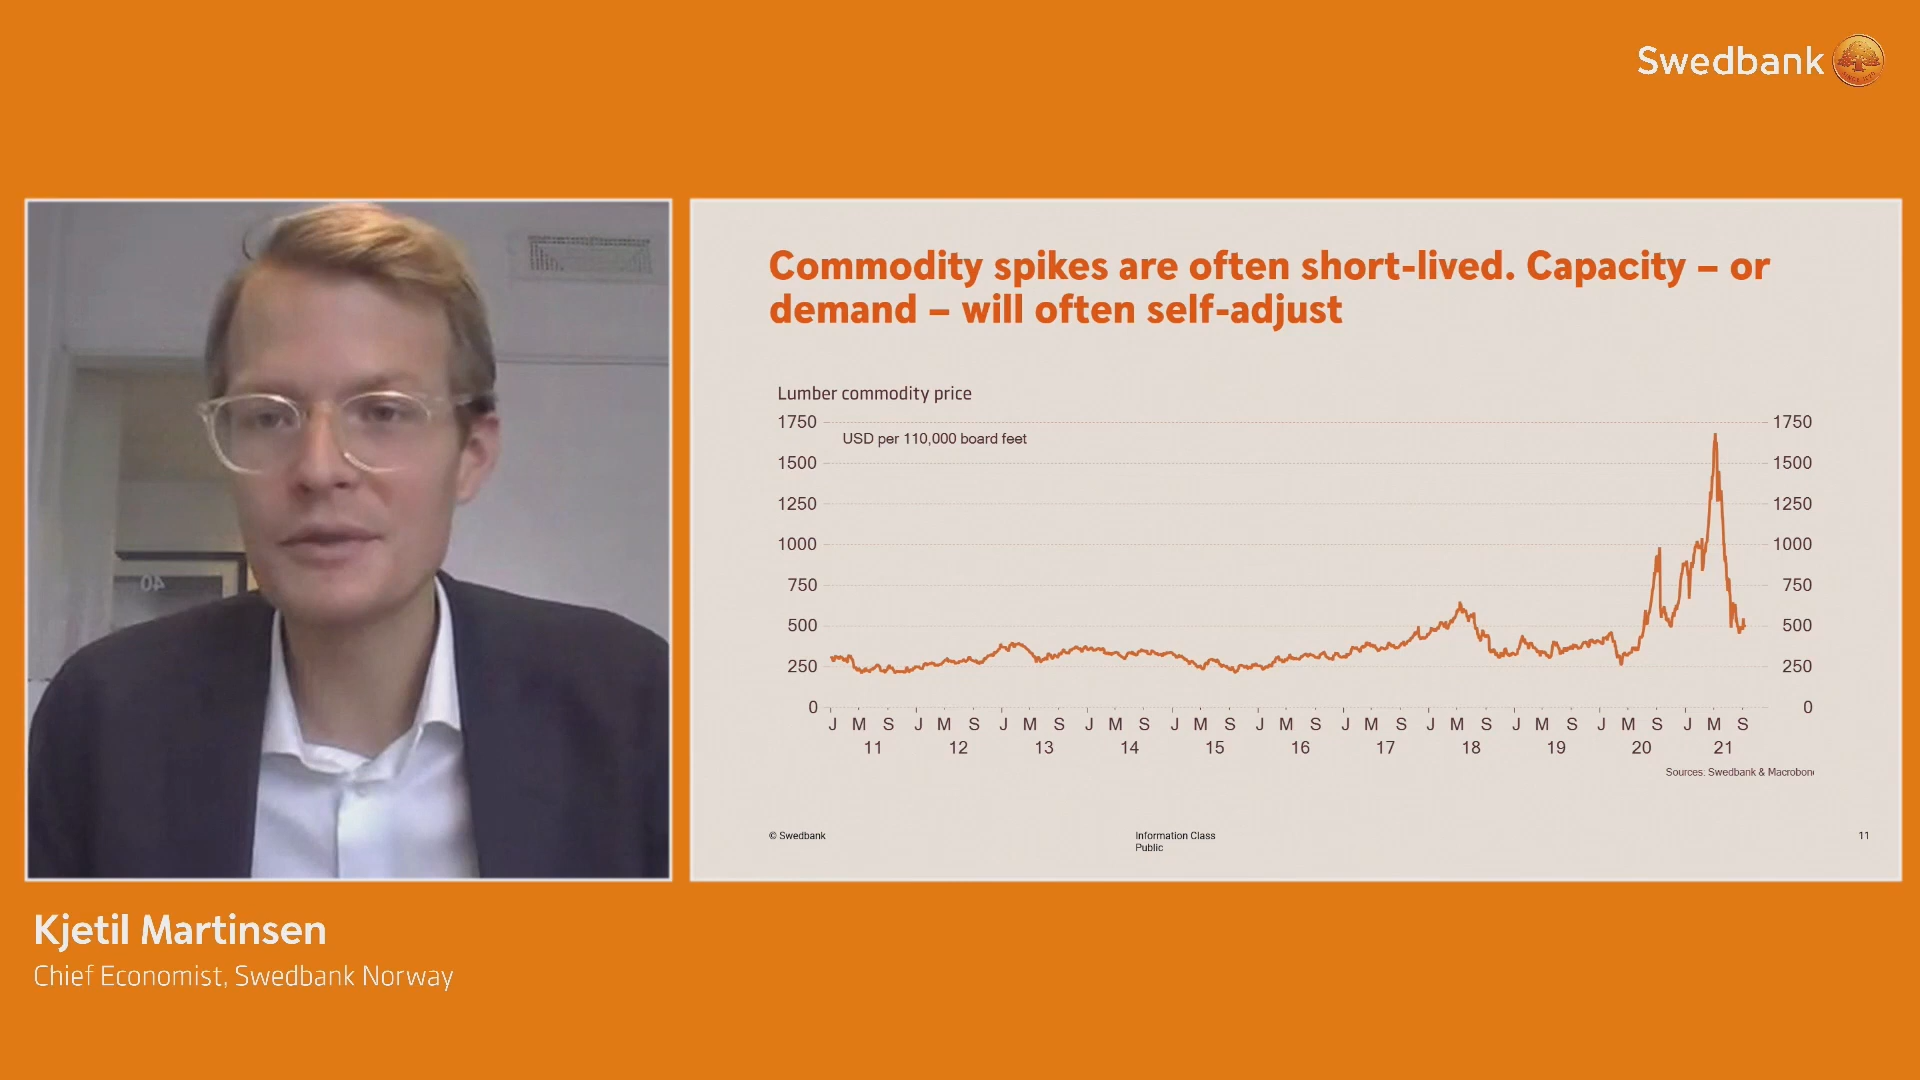 Swedbank
Commodity spikes are often short-lived. Capacity – or
demand – will often self-adjust
Lumber commodity price
1750 1750
USD per 110,000 board feet
1500 1500
1250 1250
1000 1000
750 750
500 500
250 250
0 0
J M S J M S J M S J M S J M S J M S J M S J M S J M S J M S J M S
11 12 13 14 15 16 17 18 19 20 21
Sources: Swedbank & Macrobon
© Swedbank
Information Class
Public
11
40
Kjetil Martinsen
Chief Economist, Swedbank Norway